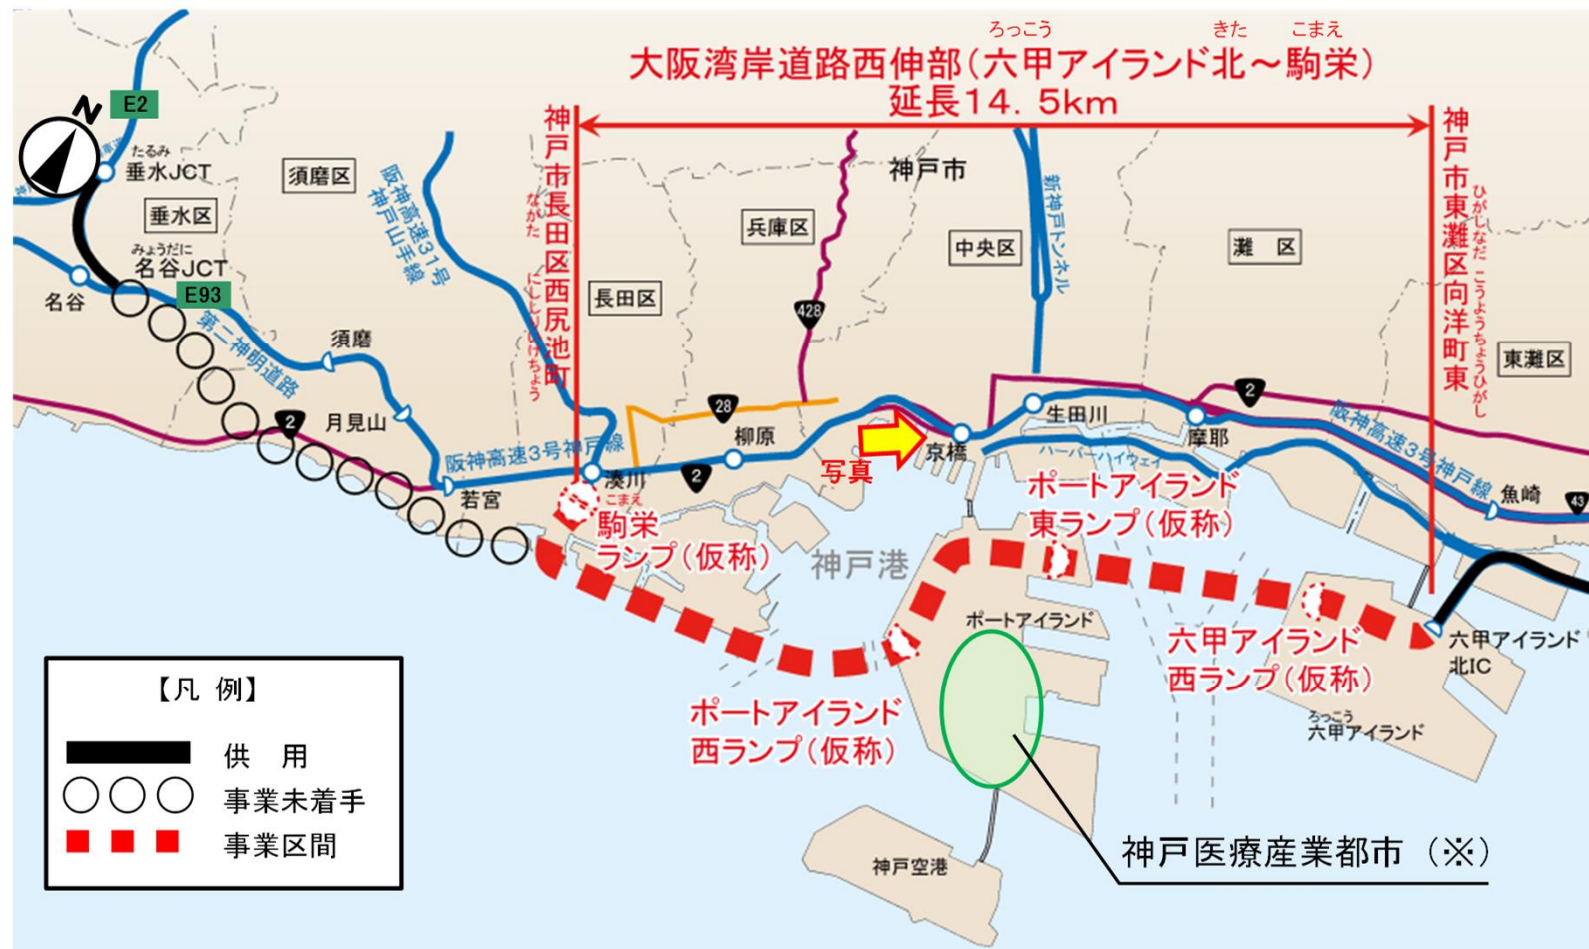 ろっこう きた こまえ
大阪湾岸道路西伸部(六甲アイランド北～駒栄)
延長14．5km
N
E2
たるみ
垂水JCT
垂水区
みょうだに
名谷JCT
E93
名谷
第二神明道路
須磨区
須磨
月見山
2
阪神高速31号
神戸山手線
神戸市長田区西尻池町
ながた にししりいけちょう
長田区
兵庫区
神戸市
428
中央区
新神戸トンネル
灘 区
神戸市東灘区向洋町東
ひがしなだ こうようちょうひがし
東灘区
28
柳原
2
阪神高速3号神戸線
若宮
湊川
写真
京橋
生田川
摩耶
2
ハーバーハイウェイ
阪神高速3号神戸線
魚崎
43
こまえ
駒栄
ランプ(仮称)
神戸港
ポートアイランド
東ランプ(仮称)
ポートアイランド
六甲アイランド
西ランプ(仮称)
六甲アイランド
北IC
ろっこう
六甲アイランド
ポートアイランド
西ランプ(仮称)
神戸医療産業都市（※）
神戸空港
【凡 例】
供 用
事業未着手
事業区間